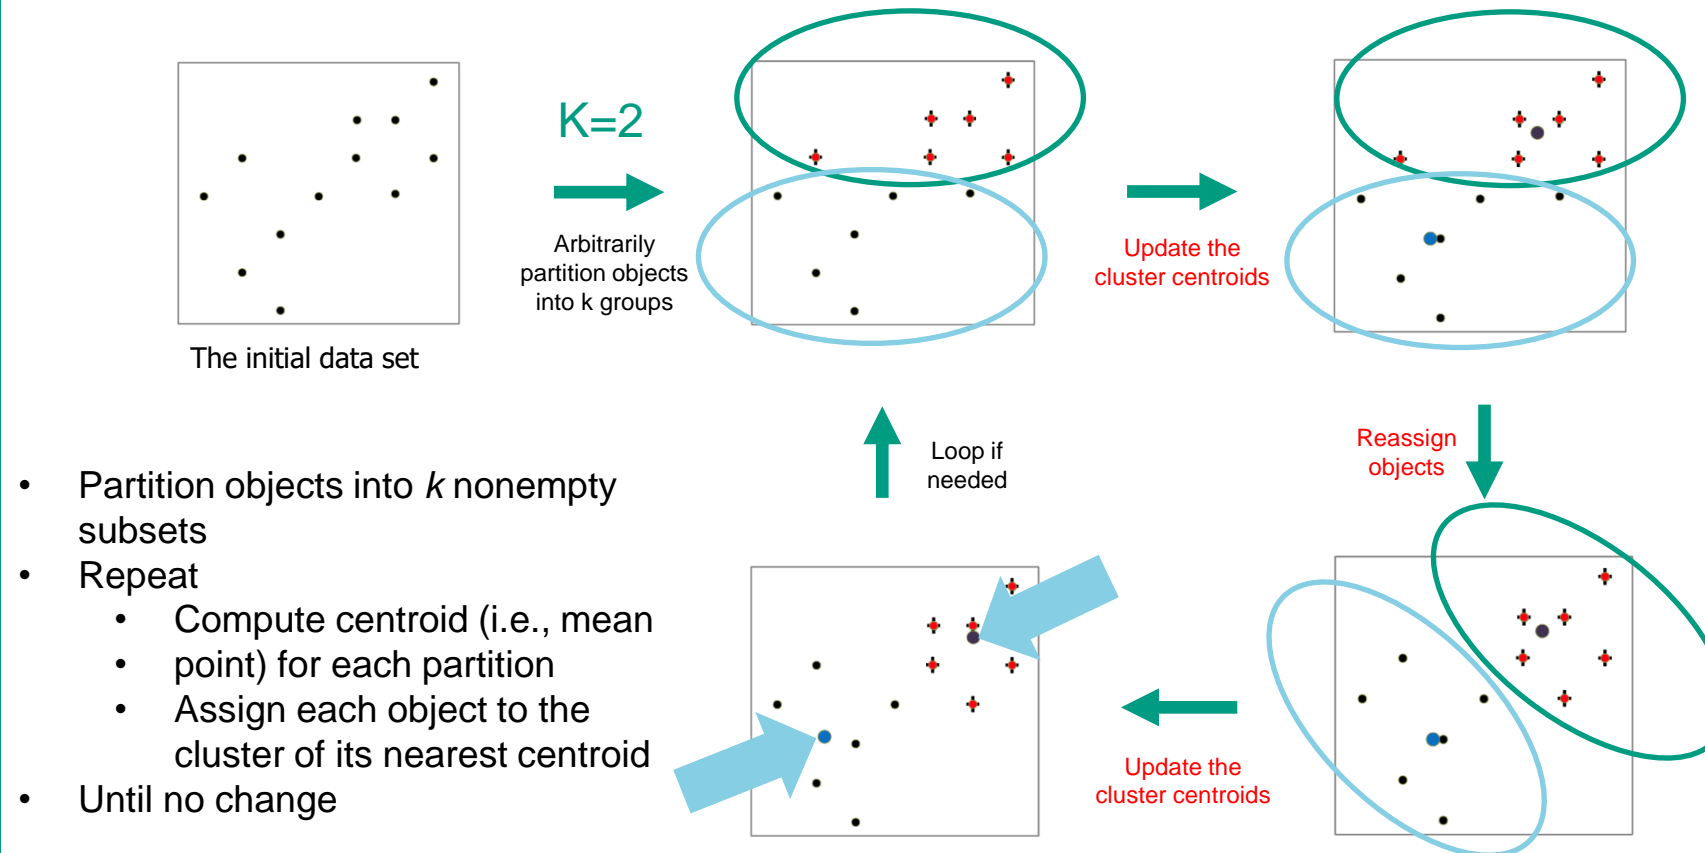 K=2
Arbitrarily
partition objects
into k groups
Update the
cluster centroids
The initial data set
Loop if
needed
Reassign
objects
• Partition objects into k nonempty
subsets
• Repeat
• Compute centroid (i.e., mean
• point) for each partition
• Assign each object to the
cluster of its nearest centroid
• Until no change
Update the
cluster centroids